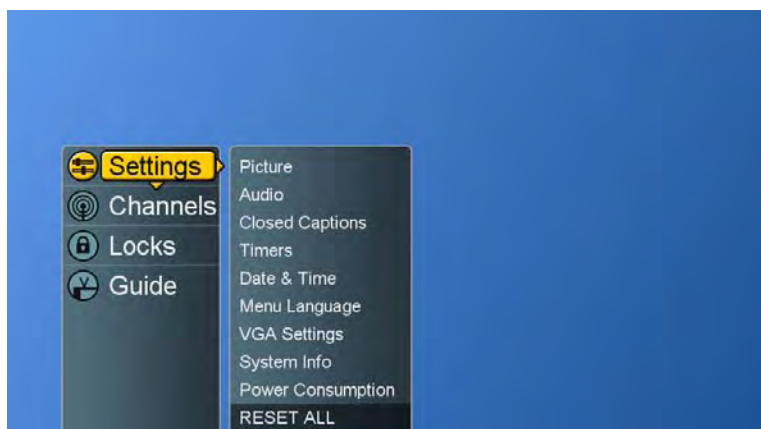 Settings
Channels
Locks
Guide
Picture
Audio
Closed Captions
Timers
Date & Time
Menu Language
VGA Settings
System Info
Power Consumption
RESET ALL